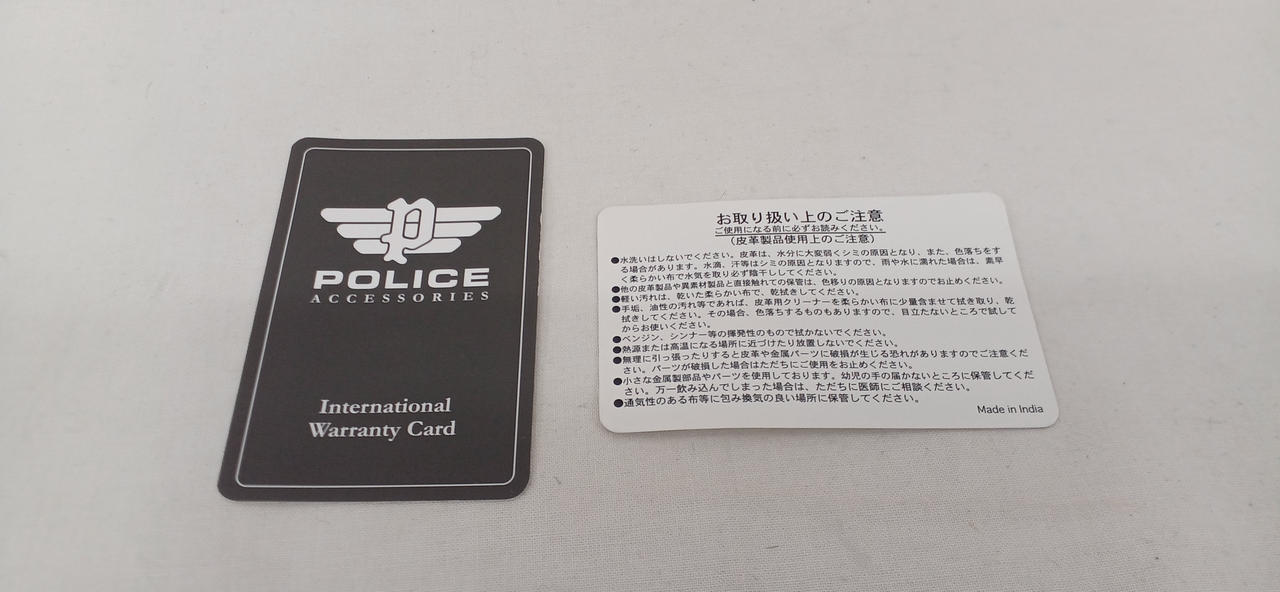 P
POLICE
ACCESSORIES
International
Warranty Card
お取り扱い上のご注意
ご使用になる前に必ずお読みください。
(皮革製品使用上のご注意)
●水洗いはしないでください。皮革は、水分に大変弱くシミの原因となり、また、色落ちをす
る場合があります。水滴、汗等はシミの原因となりますので、雨や水に濡れた場合は、素早
く柔らかい布で水気を取り必ず陰干ししてください。
●他の皮革製品や異素材製品と直接触れての保管は、色移りの原因となりますのでお止めください。
●軽い汚れは、乾いた柔らかい布で、乾拭きしてください。
●手垢、油性の汚れ等であれば、皮革用クリーナーを柔らかい布に少量含ませて拭き取り、乾
拭きしてください。その場合、色落ちするものもありますので、目立たないところで試して
からお使いください。
●ベンジン、シンナー等の揮発性のもので拭かないでください。
●熱源または高温になる場所に近づけたり放置しないでください。
●無理に引っ張ったりすると皮革や金属パーツに破損が生じる恐れがありますのでご注意くだ
さい。パーツが破損した場合はただちにご使用をお止めください。
●小さな金属製部品やパーツを使用しております。幼児の手の届かないところに保管してくだ
さい。万一飲み込んでしまった場合は、ただちに医師にご相談ください。
●通気性のある布等に包み換気の良い場所に保管してください。
Made in India